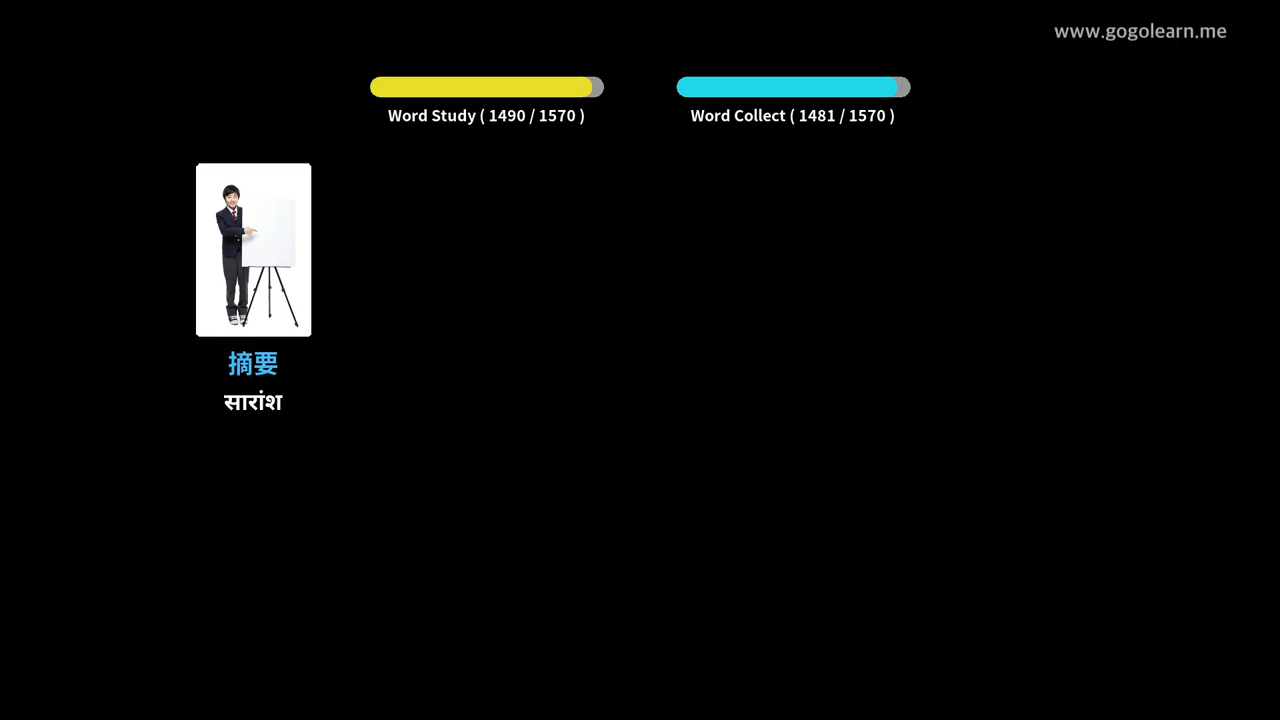 www.gogolearn.me
Word Study ( 1490 / 1570 )
Word Collect ( 1481 / 1570 )
摘要
सारांश